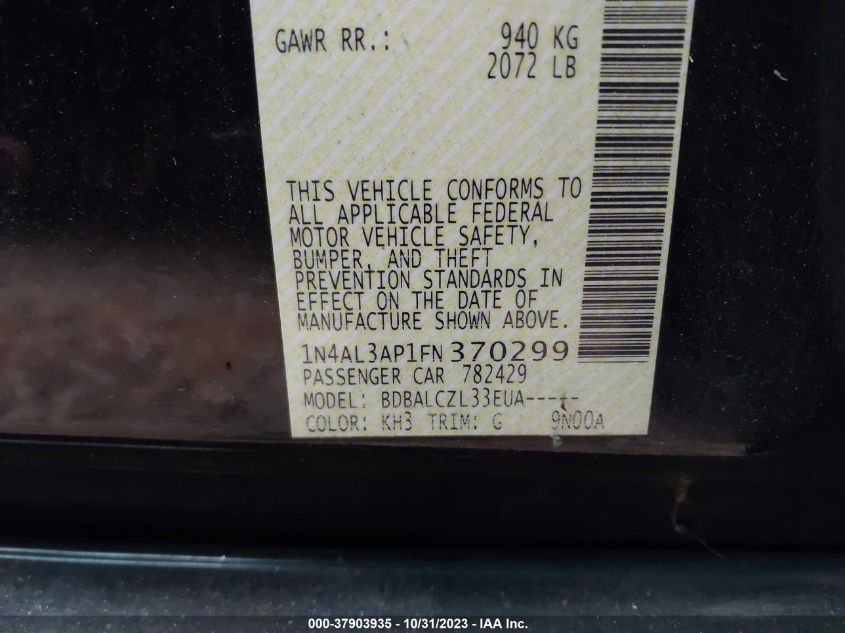 GAWR RR.: 940 KG
2072 LB
THIS VEHICLE CONFORMS TO
ALL APPLICABLE FEDERAL
MOTOR VEHICLE SAFETY,
BUMPER, AND THEFT
PREVENTION STANDARDS IN
EFFECT ON THE DATE OF
MANUFACTURE SHOWN ABOVE.
1N4AL3AP1FN370299
PASSENGER CAR 782429
MODEL: BDBALCZL33EUA-----
COLOR: KH3 TRIM: G 9N00A
000-37903935 - 10/31/2023 - IAA Inc.